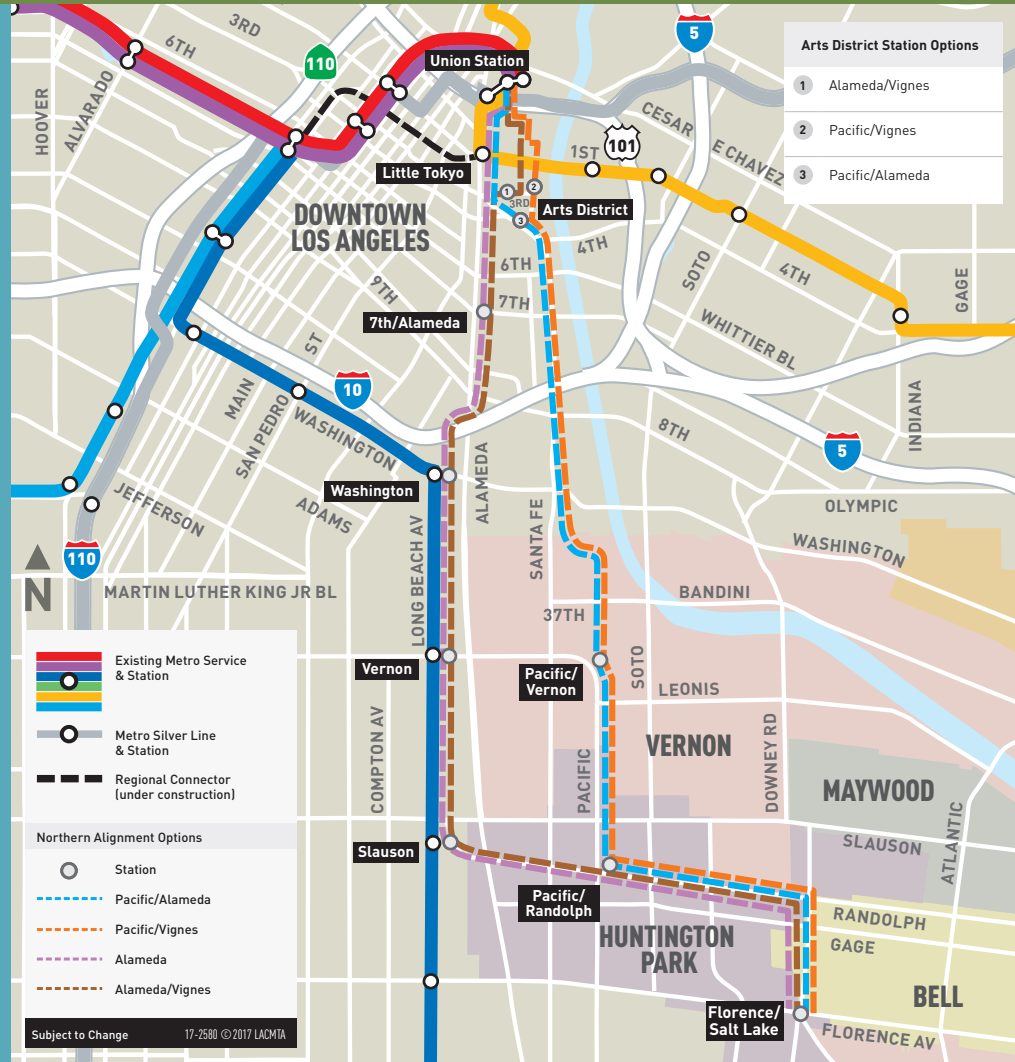 3RD
6TH
110
Union Station
5
Arts District Station Options
1 Alameda/Vignes
2 Pacific/Vignes
3 Pacific/Alameda
HOOVER
ALVARADO
CESAR E CHAVEZ
101
1ST
Little Tokyo
1
2
3RD
3
Arts District
DOWNTOWN
LOS ANGELES
4TH
6TH
SOTO
4TH
GAGE
9TH
7TH
7th/Alameda
ST
WHITTIER BL
10
MAIN
SAN PEDRO
WASHINGTON
INDIANA
8TH
5
ALAMEDA
Washington
JEFFERSON
ADAMS
OLYMPIC
LONG BEACH AV
SANTA FE
WASHINGTON
110
N
MARTIN LUTHER KING JR BL
BANDINI
37TH
Existing Metro Service
& Station
Vernon
Pacific/
Vernon
SOTO
LEONIS
Metro Silver Line
& Station
VERNON
COMPTON AV
PACIFIC
DOWNEY RD
MAYWOOD
Regional Connector
(under construction)
ATLANTIC
Northern Alignment Options
Slauson
SLAUSON
Station
Pacific/Alameda
Pacific/
Randolph
RANDOLPH
Pacific/Vignes
HUNTINGTON
PARK
GAGE
Alameda
Alameda/Vignes
BELL
Florence/
Salt Lake
FLORENCE AV
Subject to Change
17-2580 ©2017 LACMTA